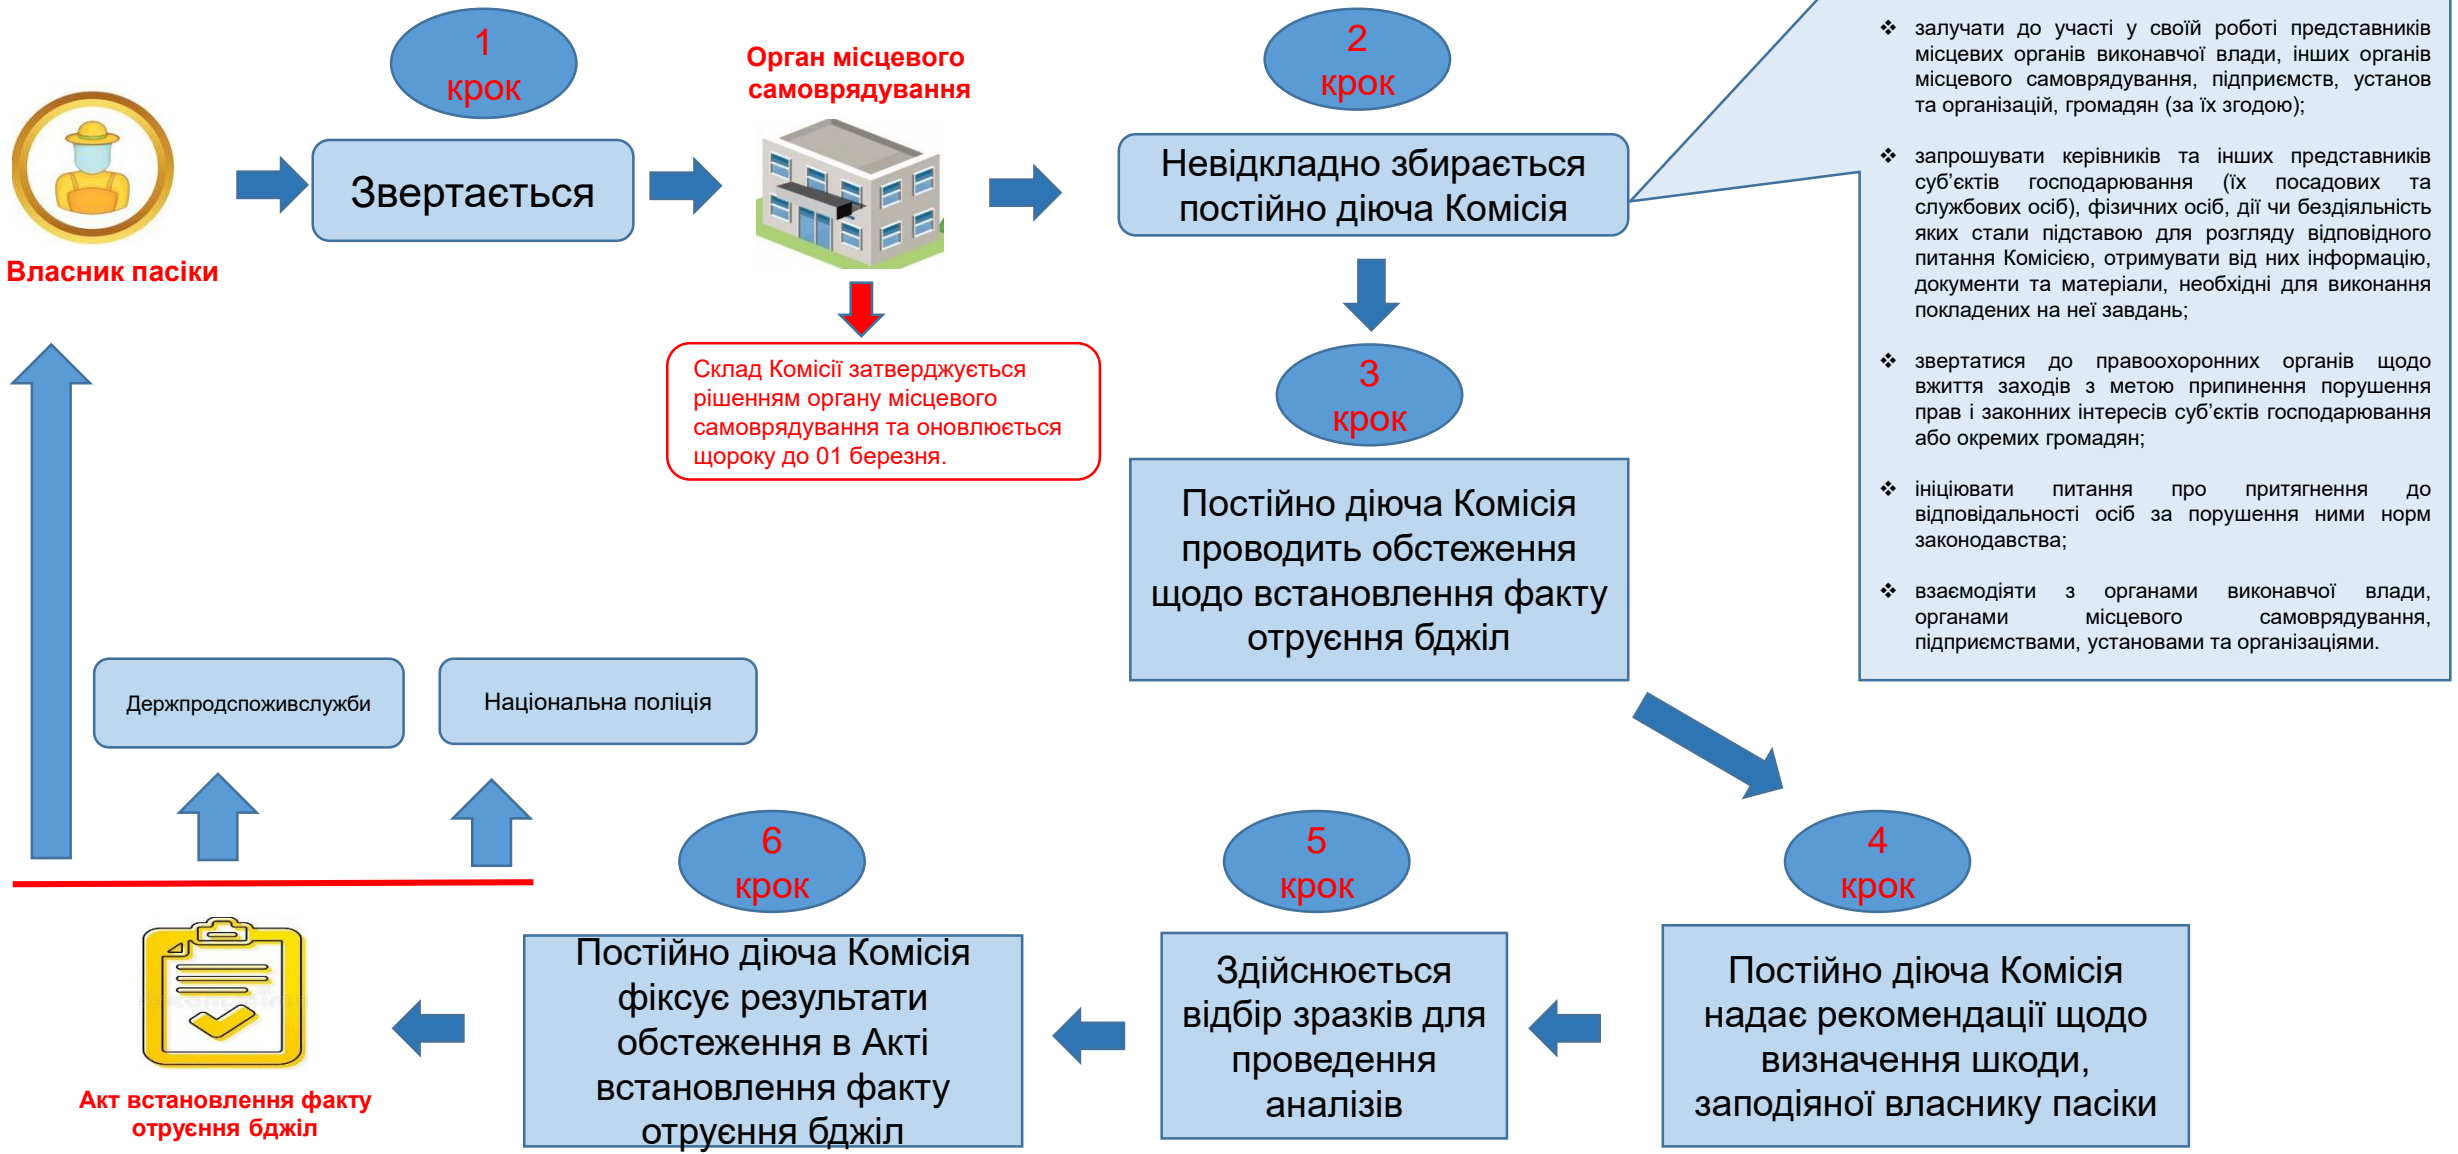 1
крок
Власник пасіки
Звертається
Орган місцевого
самоврядування
Склад Комісії затверджується
рішенням органу місцевого
самоврядування та оновлюється
щороку до 01 березня.
2
крок
Невідкладно збирається
постійно діюча Комісія
❖ залучати до участі у своїй роботі представників
місцевих органів виконавчої влади, інших органів
місцевого самоврядування, підприємств, установ
та організацій, громадян (за їх згодою);
❖ запрошувати керівників та інших представників
суб’єктів господарювання (їх посадових та
службових осіб), фізичних осіб, дії чи бездіяльність
яких стали підставою для розгляду відповідного
питання Комісією, отримувати від них інформацію,
документи та матеріали, необхідні для виконання
покладених на неї завдань;
❖ звертатися до правоохоронних органів щодо
вжиття заходів з метою припинення порушення
прав і законних інтересів суб’єктів господарювання
або окремих громадян;
❖ ініціювати питання про притягнення до
відповідальності осіб за порушення ними норм
законодавства;
❖ взаємодіяти з органами виконавчої влади,
органами місцевого самоврядування,
підприємствами, установами та організаціями.
3
крок
Постійно діюча Комісія
проводить обстеження
щодо встановлення факту
отруєння бджіл
4
крок
Постійно діюча Комісія
надає рекомендації щодо
визначення шкоди,
заподіяної власнику пасіки
5
крок
Здійснюється
відбір зразків для
проведення
аналізів
6
крок
Постійно діюча Комісія
фіксує результати
обстеження в Акті
встановлення факту
отруєння бджіл
Акт встановлення факту
отруєння бджіл
Держпродспоживслужби
Національна поліція